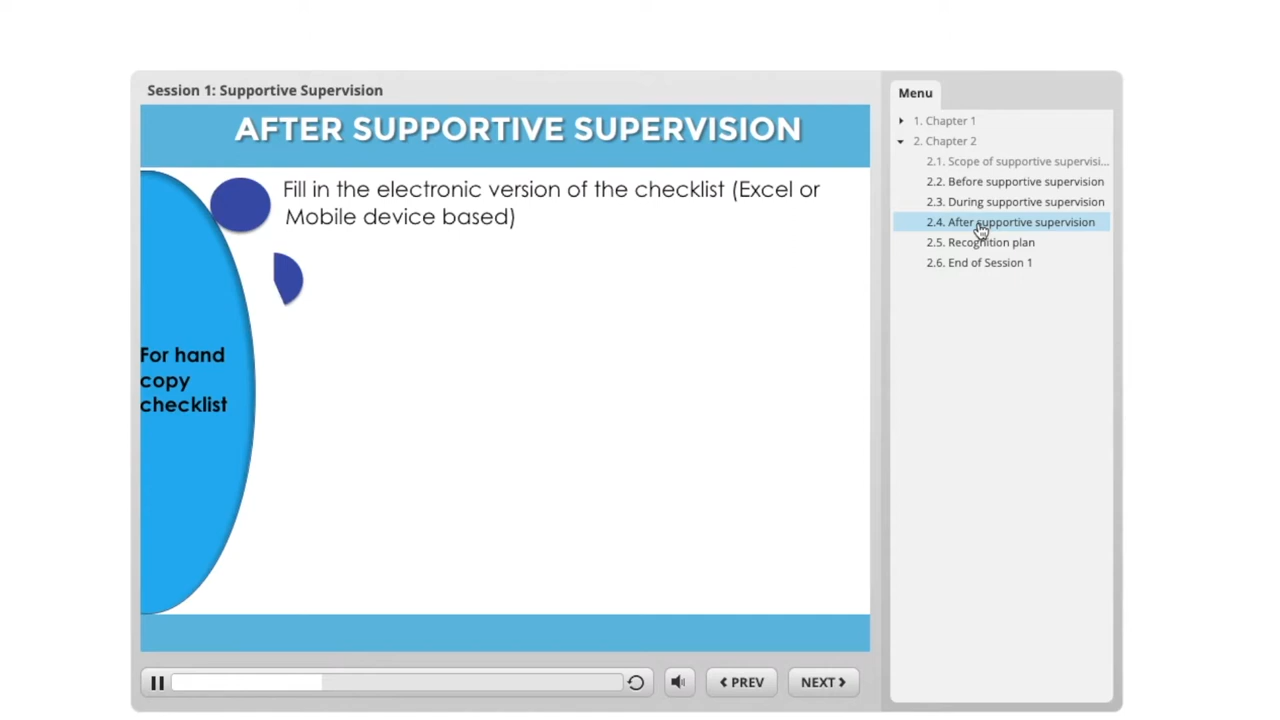 Session 1: Supportive Supervision
AFTER SUPPORTIVE SUPERVISION
Fill in the electronic version of the checklist (Excel or
Mobile device based)
For hand
copy
checklist
PREV
NEXT
Menu
1. Chapter 1
2. Chapter 2
2.1. Scope of supportive supervisi...
2.2. Before supportive supervision
2.3. During supportive supervision
2.4. After supportive supervision
2.5. Recognition plan
2.6. End of Session 1